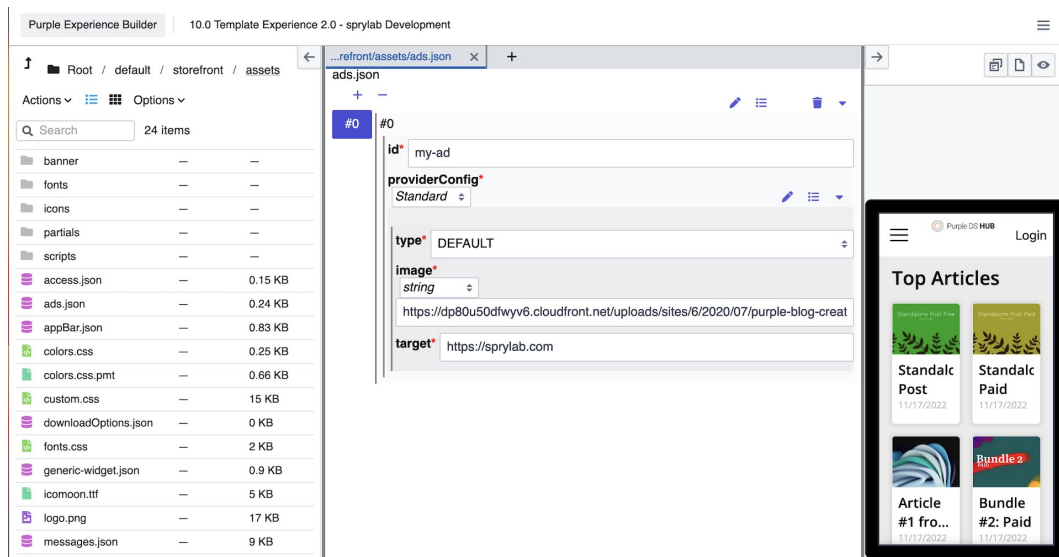 Purple Experience Builder
10.0 Template Experience 2.0 - sprylab Development
Root / default / storefront / assets
Actions
Options
Search
24 items
banner — —
fonts — —
icons — —
partials — —
scripts — —
access.json — 0.15 KB
ads.json — 0.24 KB
appBar.json — 0.83 KB
colors.css — 0.25 KB
colors.css.pmt — 0.66 KB
custom.css — 15 KB
downloadOptions.json — 0 KB
fonts.css — 2 KB
generic-widget.json — 0.9 KB
icomoon.ttf — 5 KB
logo.png — 17 KB
messages.json — 9 KB
...refront/assets/ads.json
ads.json
#0
#0
id* my-ad
providerConfig*
Standard
type* DEFAULT
image*
string
https://dp80u50dfwyv6.cloudfront.net/uploads/sites/6/2020/07/purple-blog-creat
target* https://sprylab.com
Purple DS HUB
Login
Top Articles
Standalone Post Free
Standalone Post Paid
Standalc
Post
11/17/2022
Standalc
Paid
11/17/2022
Bundle 2
PAID
Article
#1 fro...
11/17/2022
Bundle
#2: Paid
11/17/2022